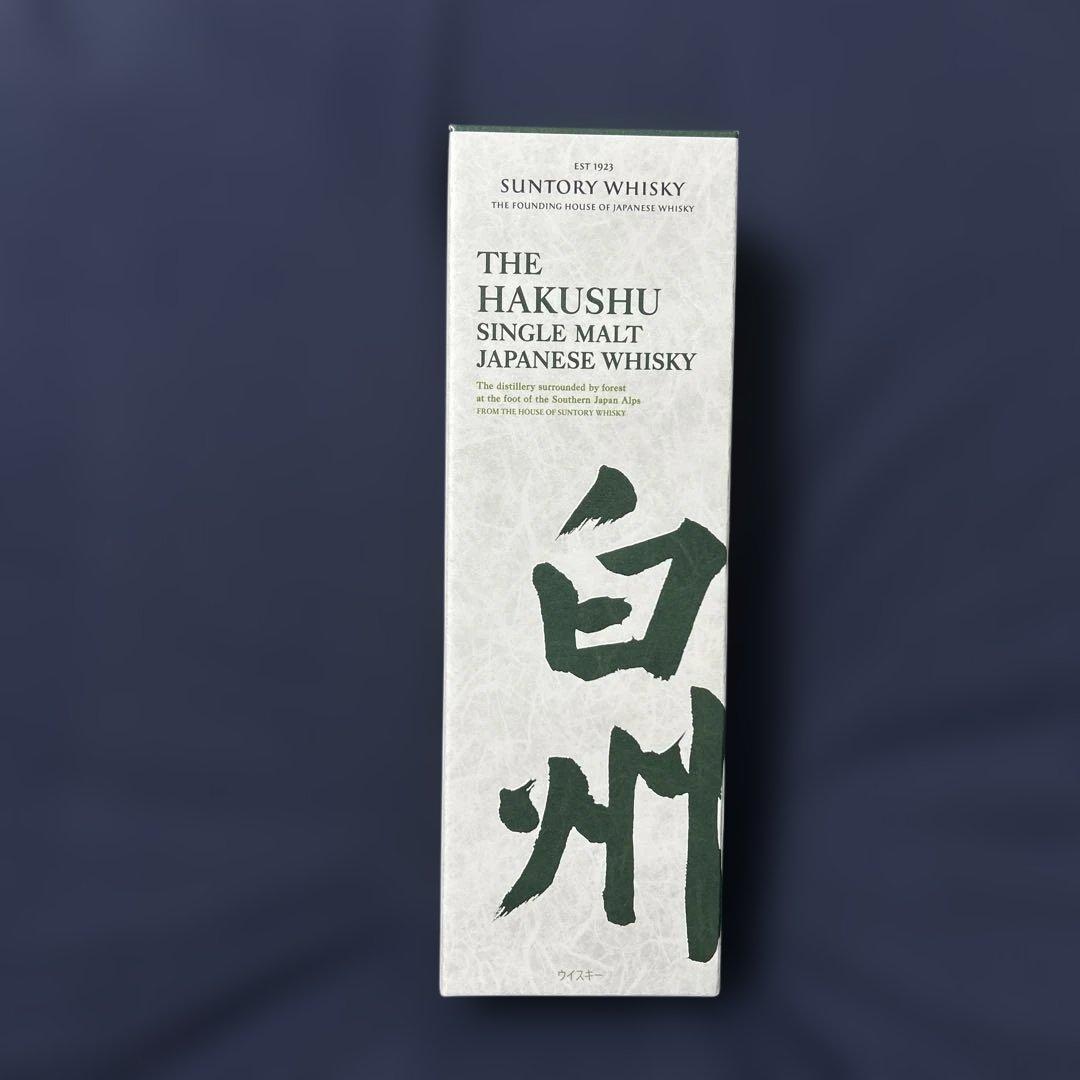 EST 1923
SUNTORY WHISKY
THE FOUNDING HOUSE OF JAPANESE WHISKY
THE
HAKUSHU
SINGLE MALT
JAPANESE WHISKY
The distillery surrounded by forest
at the foot of the Southern Japan Alps
FROM THE HOUSE OF SUNTORY WHISKY
白
州
ウイスキー